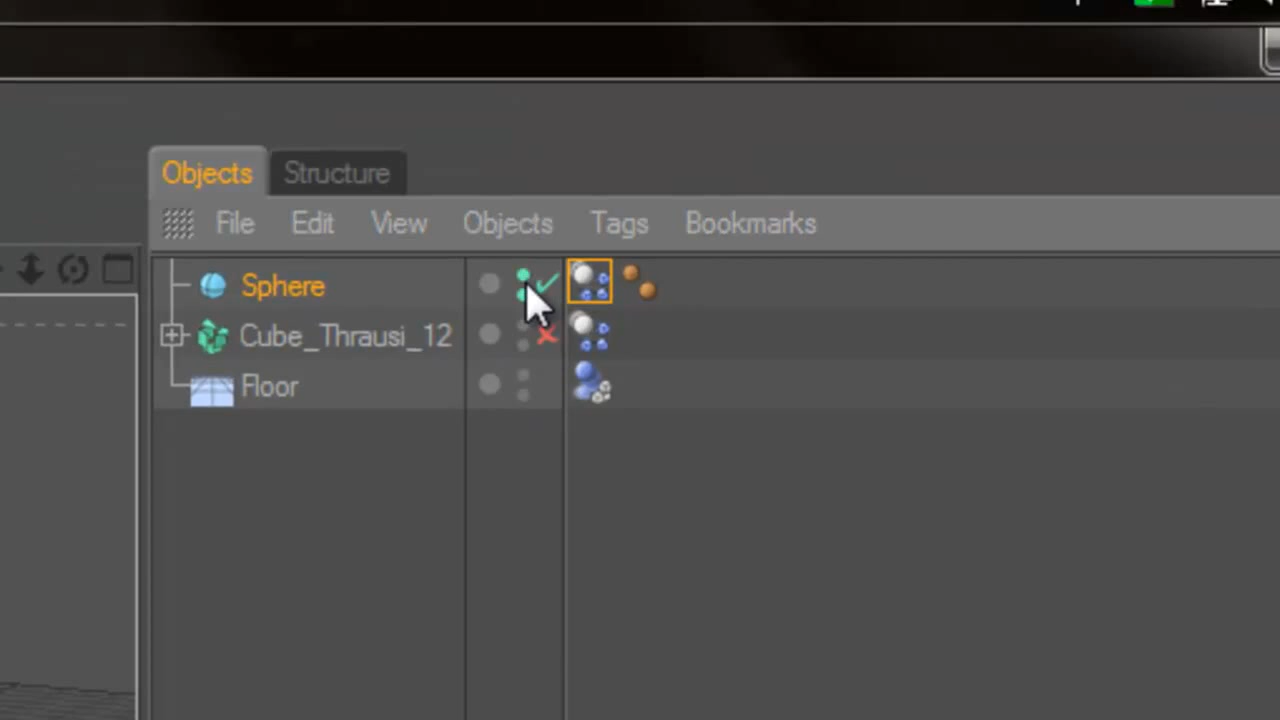 Objects Structure
File Edit View Objects Tags Bookmarks
Sphere
Cube_Thrausi_12
Floor